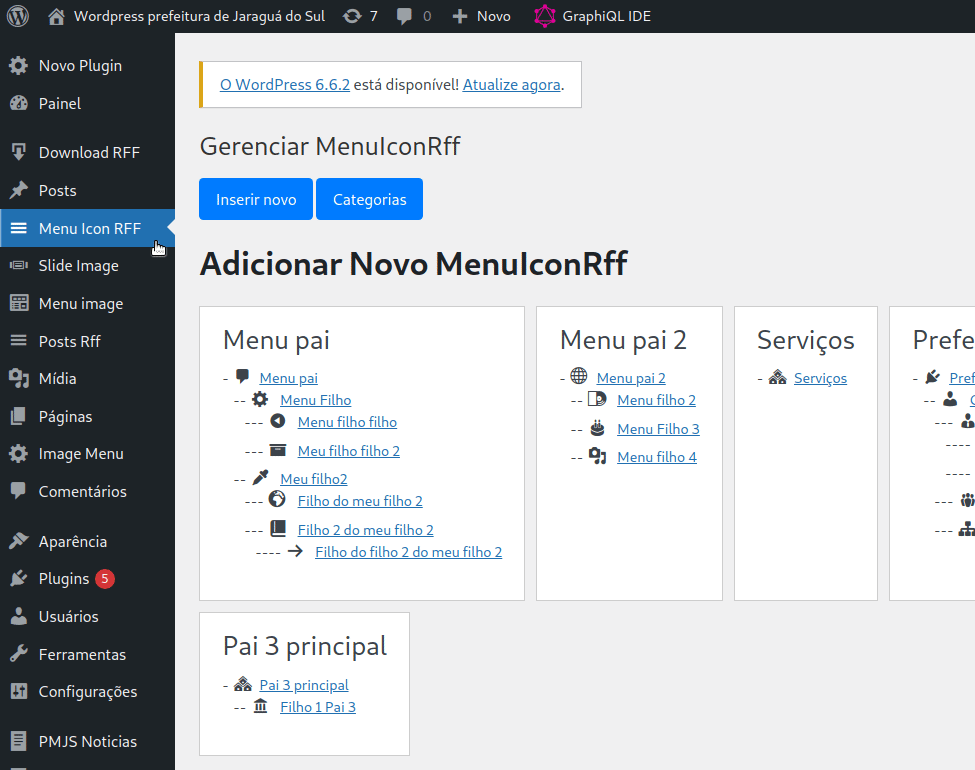 Wordpress prefeitura de Jaraguá do Sul 7 0 Novo GraphiQL IDE
Novo Plugin
Painel
Download RFF
Posts
Menu Icon RFF
Slide Image
Menu image
Posts Rff
Mídia
Páginas
Image Menu
Comentários
Aparência
Plugins 5
Usuários
Ferramentas
Configurações
PMJS Noticias
O WordPress 6.6.2 está disponível! Atualize agora.
Gerenciar MenuIconRff
Inserir novo Categorias
Adicionar Novo MenuIconRff
Menu pai
- Menu pai
-- Menu Filho
--- Menu filho filho
--- Meu filho filho 2
-- Meu filho2
--- Filho do meu filho 2
--- Filho 2 do meu filho 2
---- Filho do filho 2 do meu filho 2
Menu pai 2
- Menu pai 2
-- Menu filho 2
-- Menu Filho 3
-- Menu filho 4
Serviços
- Serviços
Prefe
- Pref
--
---
----
----
---
---
Pai 3 principal
- Pai 3 principal
-- Filho 1 Pai 3